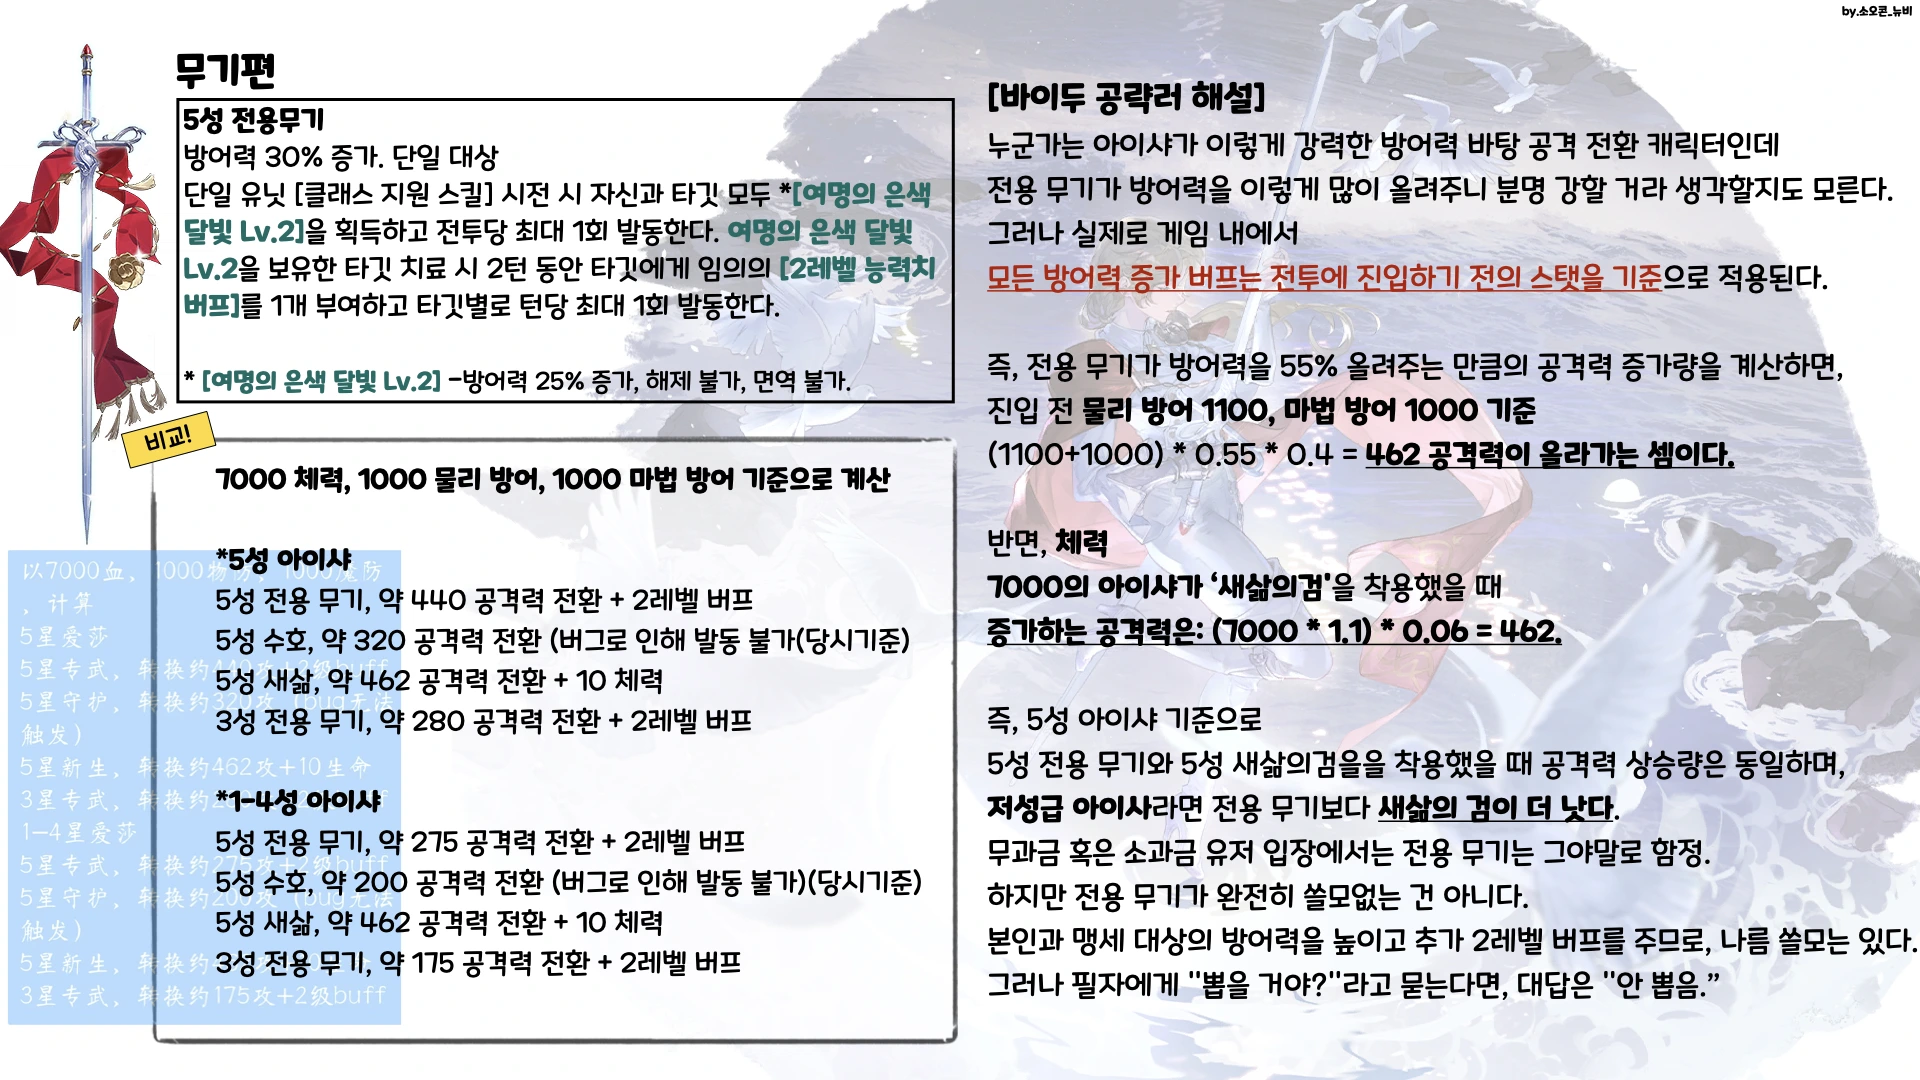 by.소오콘_뉴비
무기편
5성 전용무기
방어력 30% 증가. 단일 대상
단일 유닛 [클래스 지원 스킬] 시전 시 자신과 타깃 모두 *[여명의 은색
달빛 Lv.2]을 획득하고 전투당 최대 1회 발동한다. 여명의 은색 달빛
Lv.2을 보유한 타깃 치료 시 2턴 동안 타깃에게 임의의 [2레벨 능력치
버프]를 1개 부여하고 타깃별로 턴당 최대 1회 발동한다.
* [여명의 은색 달빛 Lv.2] -방어력 25% 증가, 해제 불가, 면역 불가.
비교!
7000 체력, 1000 물리 방어, 1000 마법 방어 기준으로 계산
*5성 아이샤
5성 전용 무기, 약 440 공격력 전환 + 2레벨 버프
5성 수호, 약 320 공격력 전환 (버그로 인해 발동 불가(당시기준)
5성 새삶, 약 462 공격력 전환 + 10 체력
3성 전용 무기, 약 280 공격력 전환 + 2레벨 버프
*1-4성 아이샤
5성 전용 무기, 약 275 공격력 전환 + 2레벨 버프
5성 수호, 약 200 공격력 전환 (버그로 인해 발동 불가)(당시기준)
5성 새삶, 약 462 공격력 전환 + 10 체력
3성 전용 무기, 약 175 공격력 전환 + 2레벨 버프
以7000血，1000物防，1000魔防
，计算
5星爱莎
5星专武，转换约440攻+2级buff
5星守护，转换约320攻（bug无法
触发）
5星新生，转换约462攻+10生命
3星专武，转换约
1-4星爱莎
5星专武，转换约275攻+2级buff
5星守护，转换约200攻（bug无法
触发）
5星新生，转换约
3星专武，转换约175攻+2级buff
[바이두 공략러 해설]
누군가는 아이샤가 이렇게 강력한 방어력 바탕 공격 전환 캐릭터인데
전용 무기가 방어력을 이렇게 많이 올려주니 분명 강할 거라 생각할지도 모른다.
그러나 실제로 게임 내에서
모든 방어력 증가 버프는 전투에 진입하기 전의 스탯을 기준으로 적용된다.
즉, 전용 무기가 방어력을 55% 올려주는 만큼의 공격력 증가량을 계산하면,
진입 전 물리 방어 1100, 마법 방어 1000 기준
(1100+1000) * 0.55 * 0.4 = 462 공격력이 올라가는 셈이다.
반면, 체력
7000의 아이샤가 ‘새삶의검'을 착용했을 때
증가하는 공격력은: (7000 * 1.1) * 0.06 = 462.
즉, 5성 아이샤 기준으로
5성 전용 무기와 5성 새삶의검을을 착용했을 때 공격력 상승량은 동일하며,
저성급 아이사라면 전용 무기보다 새삶의 검이 더 낫다.
무과금 혹은 소과금 유저 입장에서는 전용 무기는 그야말로 함정.
하지만 전용 무기가 완전히 쓸모없는 건 아니다.
본인과 맹세 대상의 방어력을 높이고 추가 2레벨 버프를 주므로, 나름 쓸모는 있다.
그러나 필자에게 "뽑을 거야?"라고 묻는다면, 대답은 "안 뽑음.”